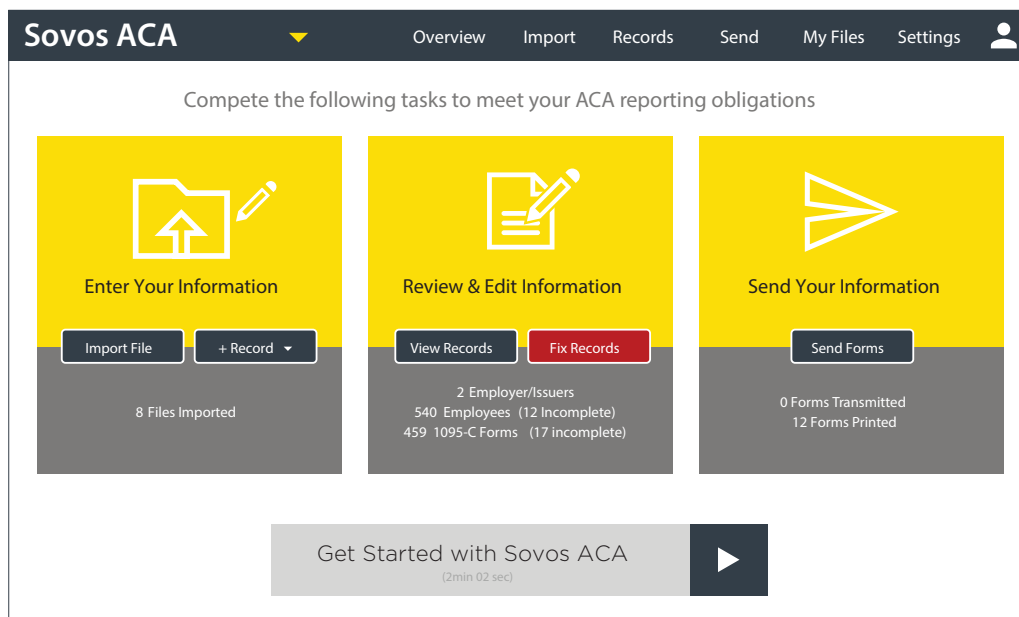 Sovos ACA
Overview Import Records Send My Files Settings
Compete the following tasks to meet your ACA reporting obligations
Enter Your Information
Import File
+ Record
8 Files Imported
Review & Edit Information
View Records
Fix Records
2 Employer/Issuers
540 Employees (12 Incomplete)
459 1095-C Forms (17 incomplete)
Send Your Information
Send Forms
0 Forms Transmitted
12 Forms Printed
Get Started with Sovos ACA
(2min 02 sec)